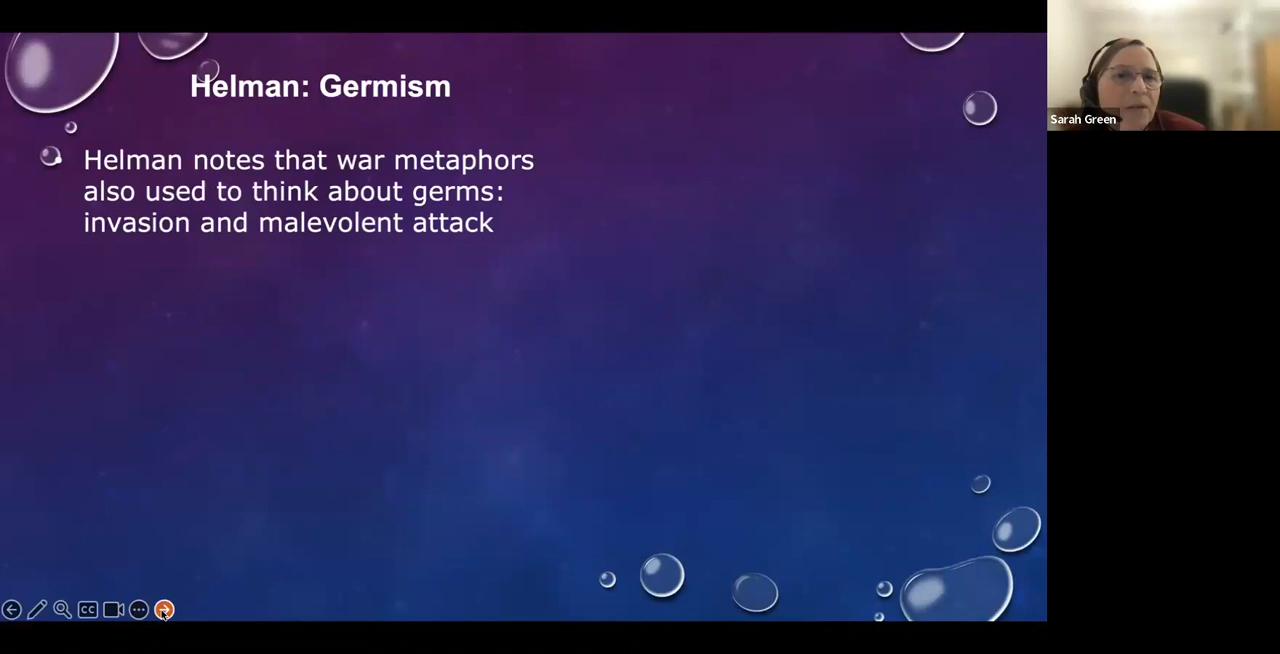 Helman: Germism
Helman notes that war metaphors
also used to think about germs:
invasion and malevolent attack
CC
Sarah Green